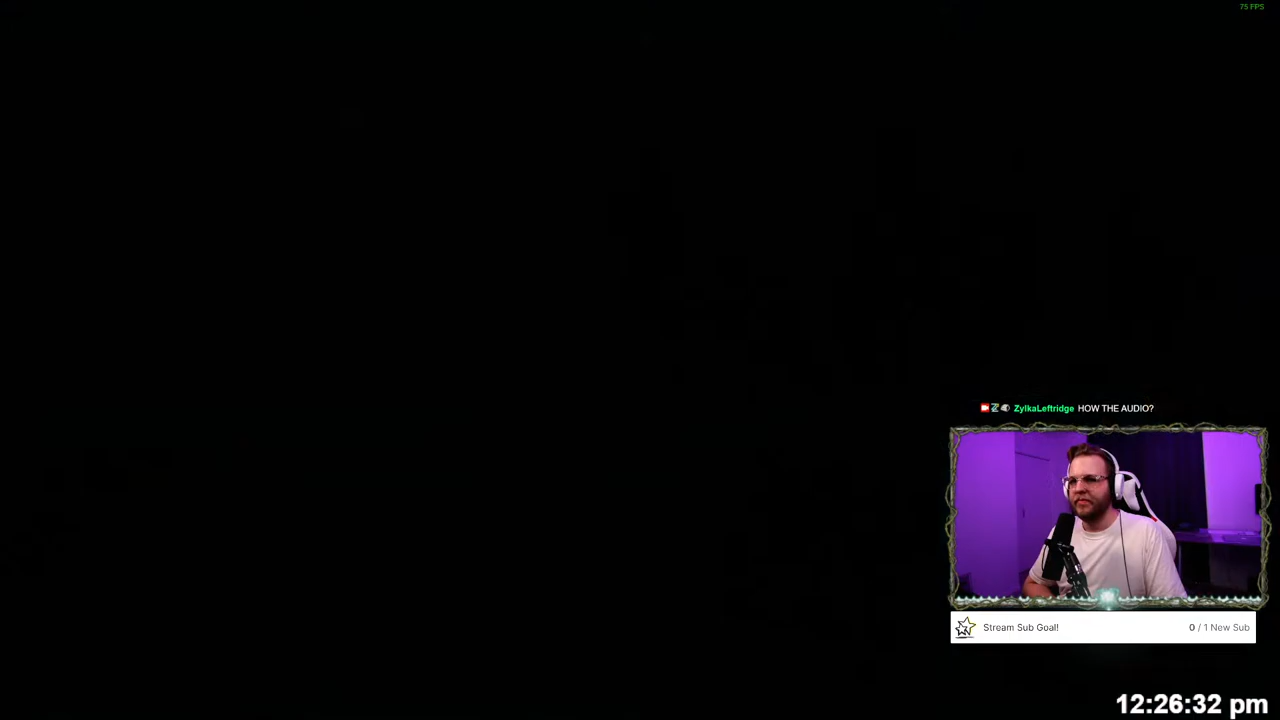 75 FPS
ZylkaLeftridge HOW THE AUDIO?
Stream Sub Goal! 0 / 1 New Sub
12:26:32 pm